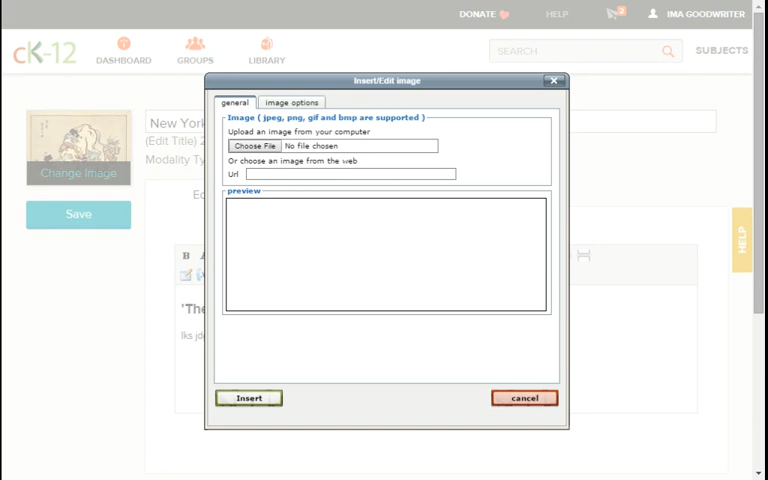 DONATE HELP 2 IMA GOODWRITER
cK-12 DASHBOARD GROUPS LIBRARY SEARCH SUBJECTS
Insert/Edit image
general image options
Image ( jpeg, png, gif and bmp are supported )
Upload an image from your computer
Choose File No file chosen
Or choose an image from the web
Url
preview
Insert cancel
New York
(Edit Title) 2
Modality Typ
Change Image
Save
Ed
B
'The
lks jd
HELP